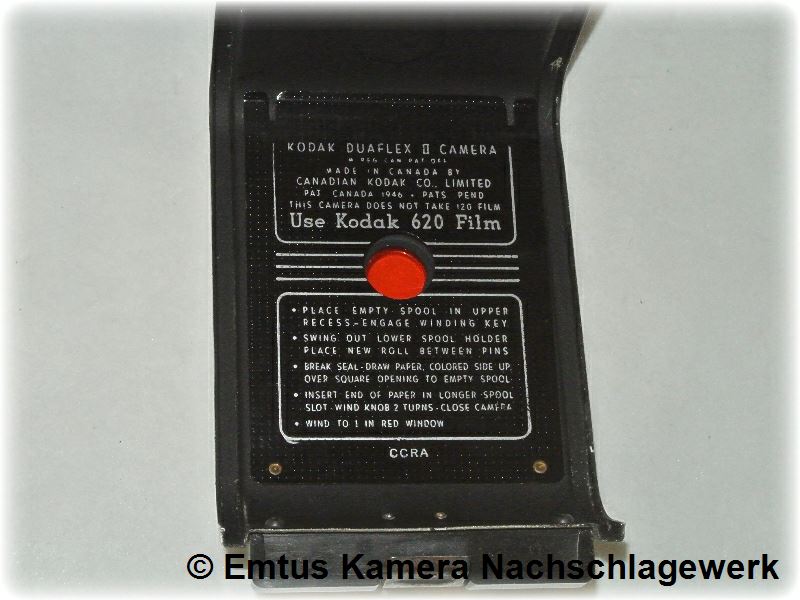 KODAK DUAFLEX II CAMERA
REG CAN PAT OFF
MADE IN CANADA BY
CANADIAN KODAK CO., LIMITED
PAT CANADA 1946 • PATS PEND
THIS CAMERA DOES NOT TAKE 120 FILM
Use Kodak 620 Film
• PLACE EMPTY SPOOL IN UPPER
RECESS-ENGAGE WINDING KEY
• SWING OUT LOWER SPOOL HOLDER
PLACE NEW ROLL BETWEEN PINS
• BREAK SEAL-DRAW PAPER, COLORED SIDE UP,
OVER SQUARE OPENING TO EMPTY SPOOL
• INSERT END OF PAPER IN LONGER SPOOL
SLOT-WIND KNOB 2 TURNS-CLOSE CAMERA
• WIND TO 1 IN RED WINDOW
CCRA
© Emtus Kamera Nachschlagewerk